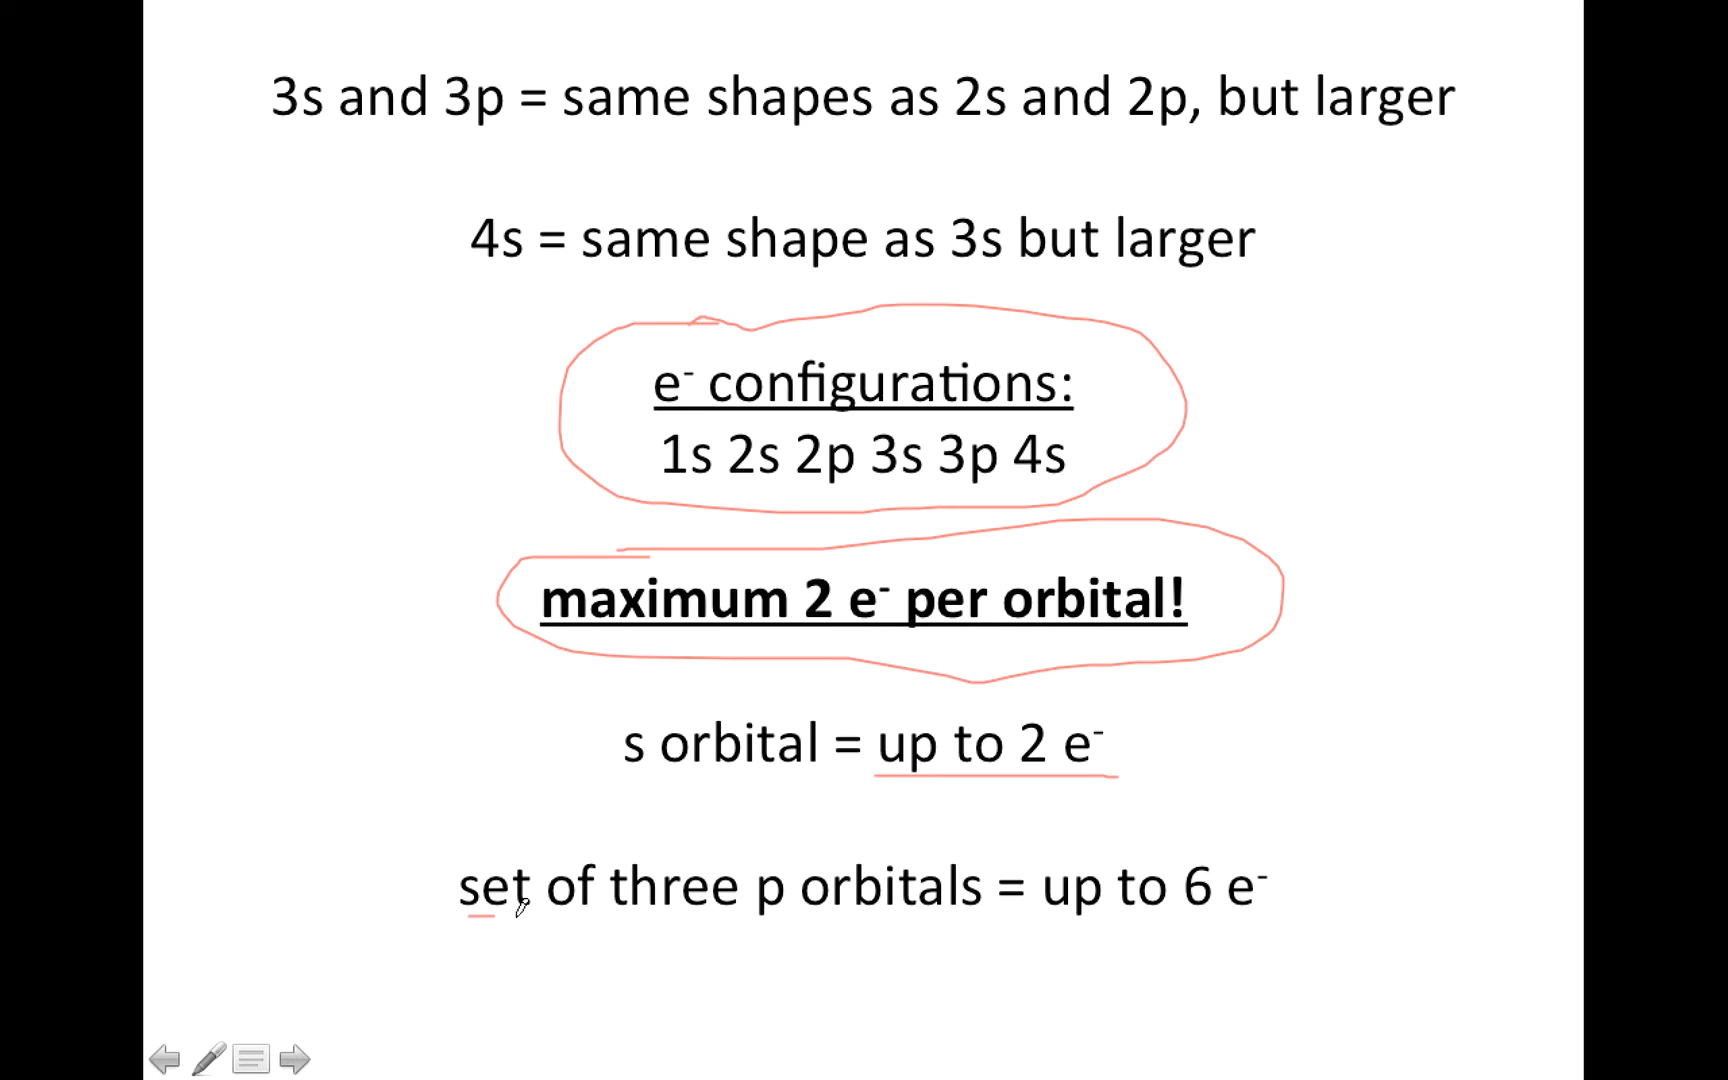 3s and 3p = same shapes as 2s and 2p, but larger
4s = same shape as 3s but larger
e⁻ configurations:
1s 2s 2p 3s 3p 4s
maximum 2 e⁻ per orbital!
s orbital = up to 2 e⁻
set of three p orbitals = up to 6 e⁻